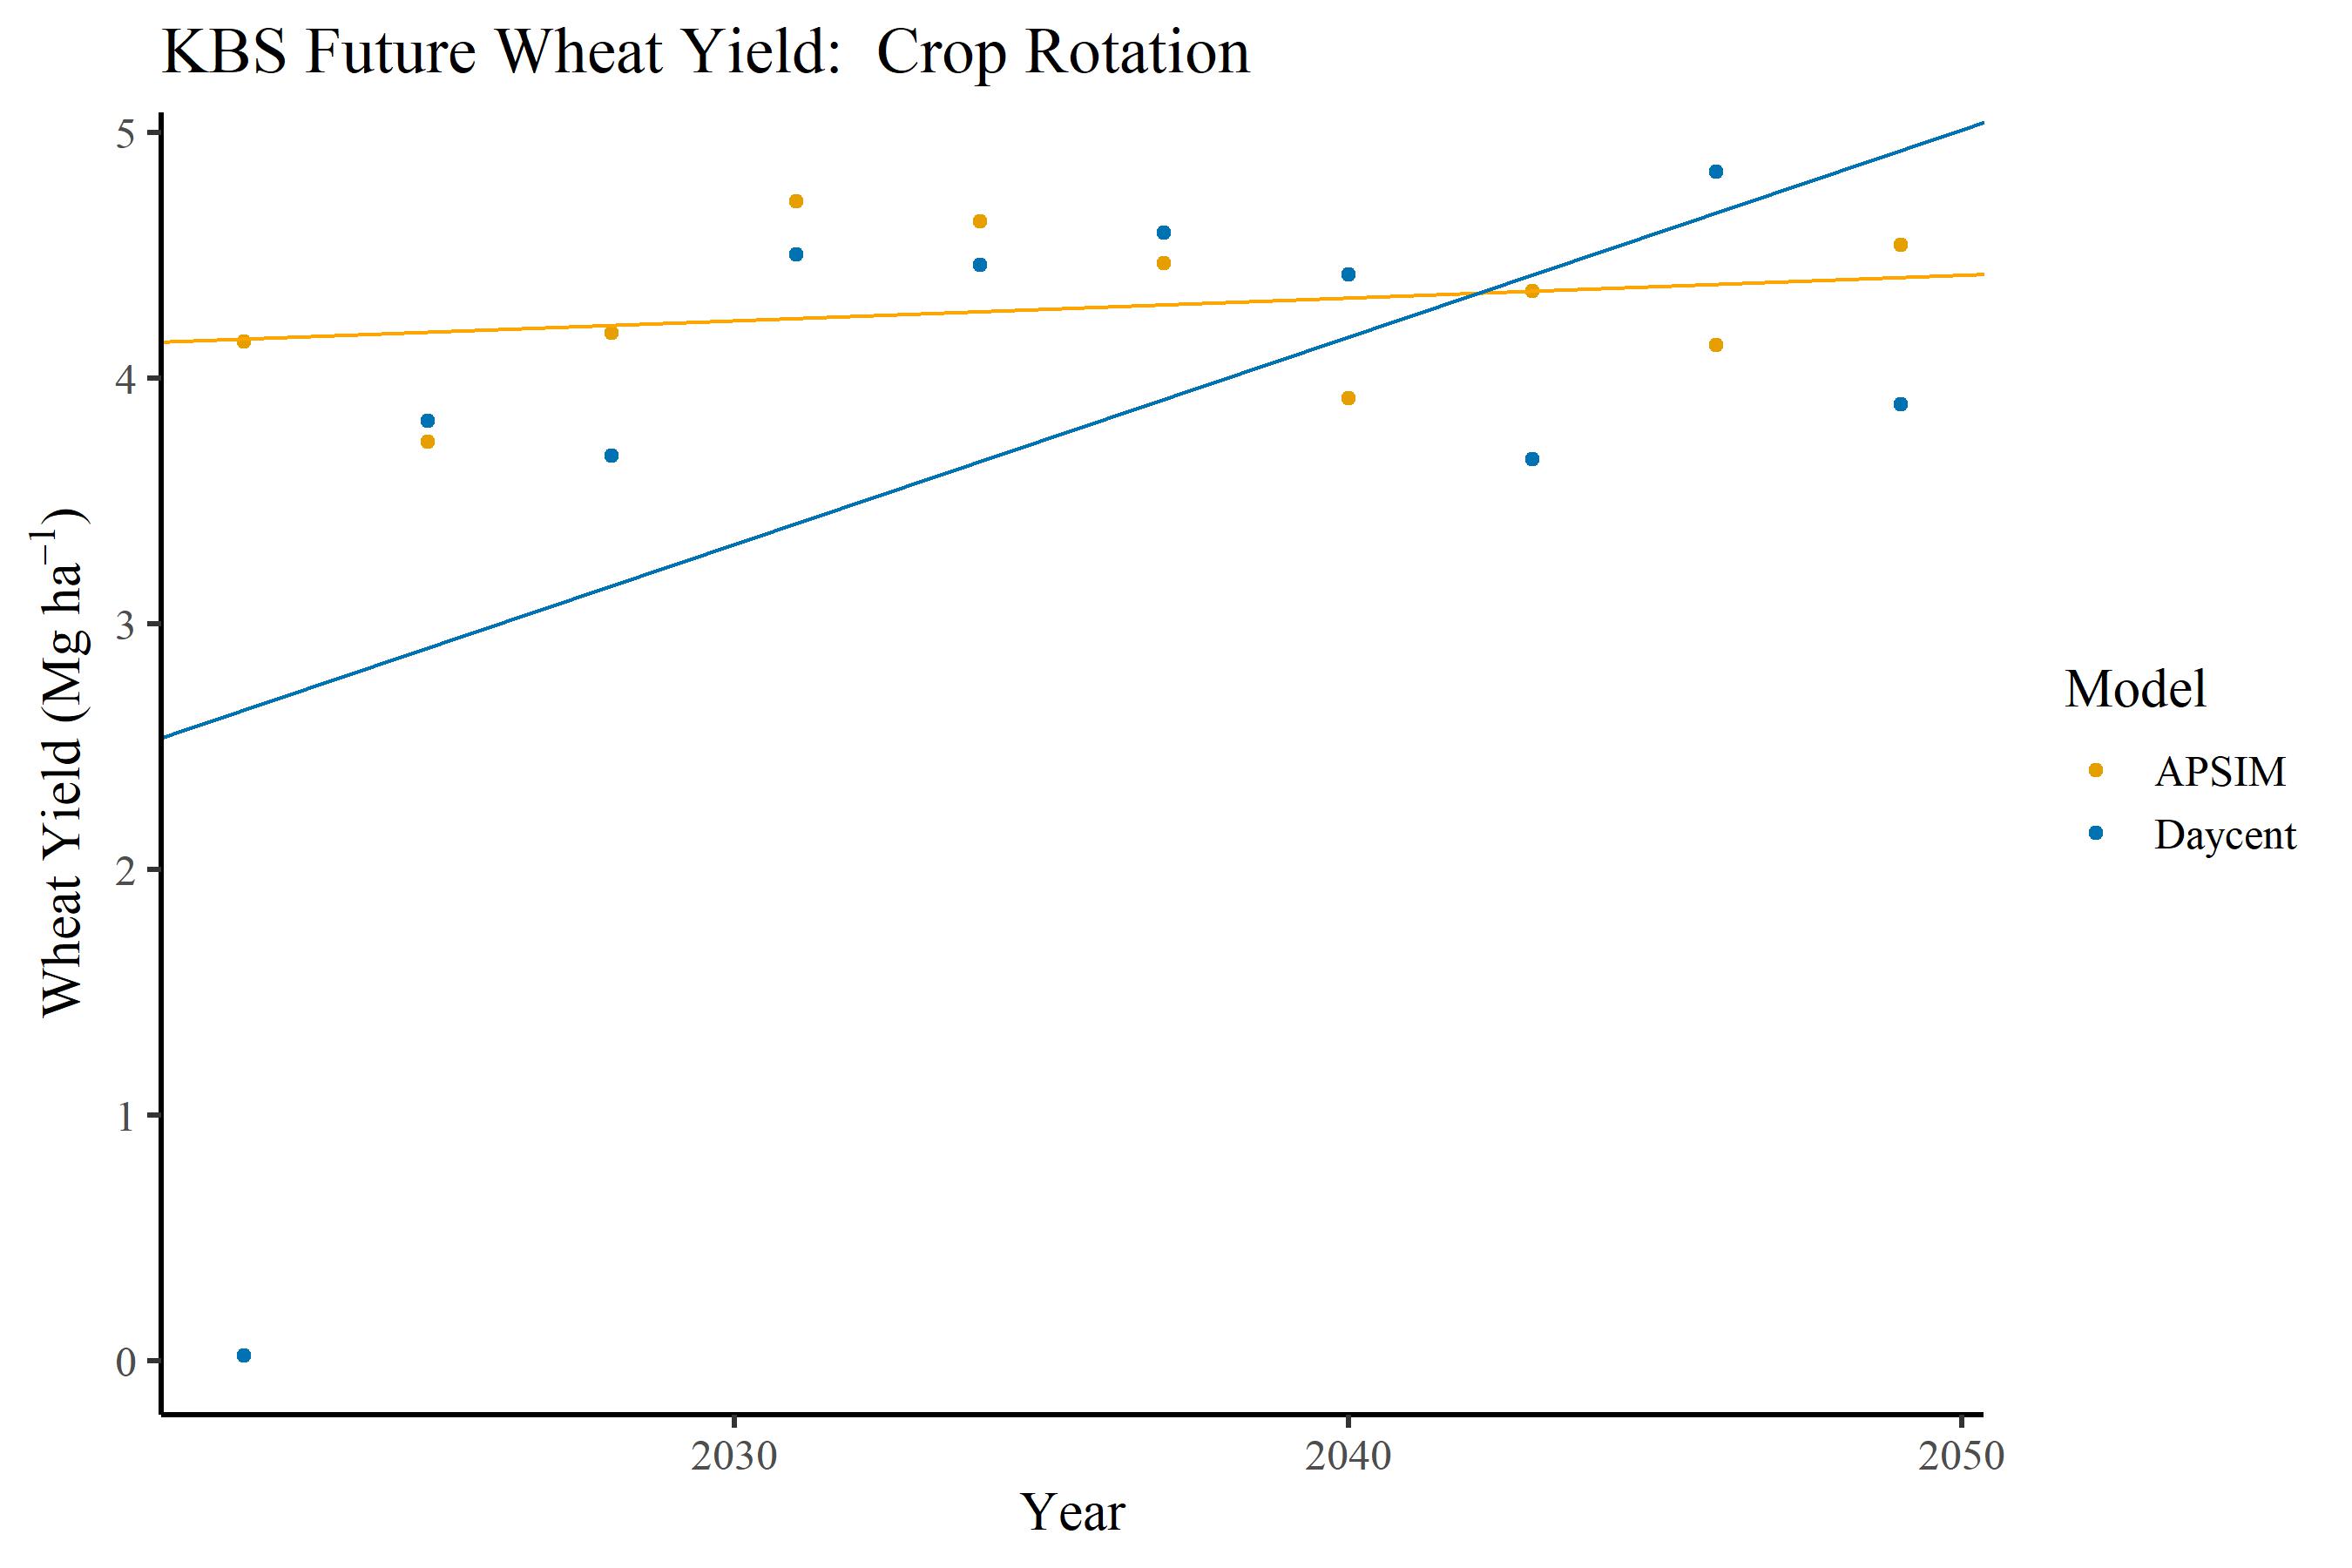 KBS Future Wheat Yield:  Crop Rotation
Wheat Yield (Mg ha⁻¹)
5
4
3
2
1
0
2030 2040 2050
Year
Model
APSIM
Daycent